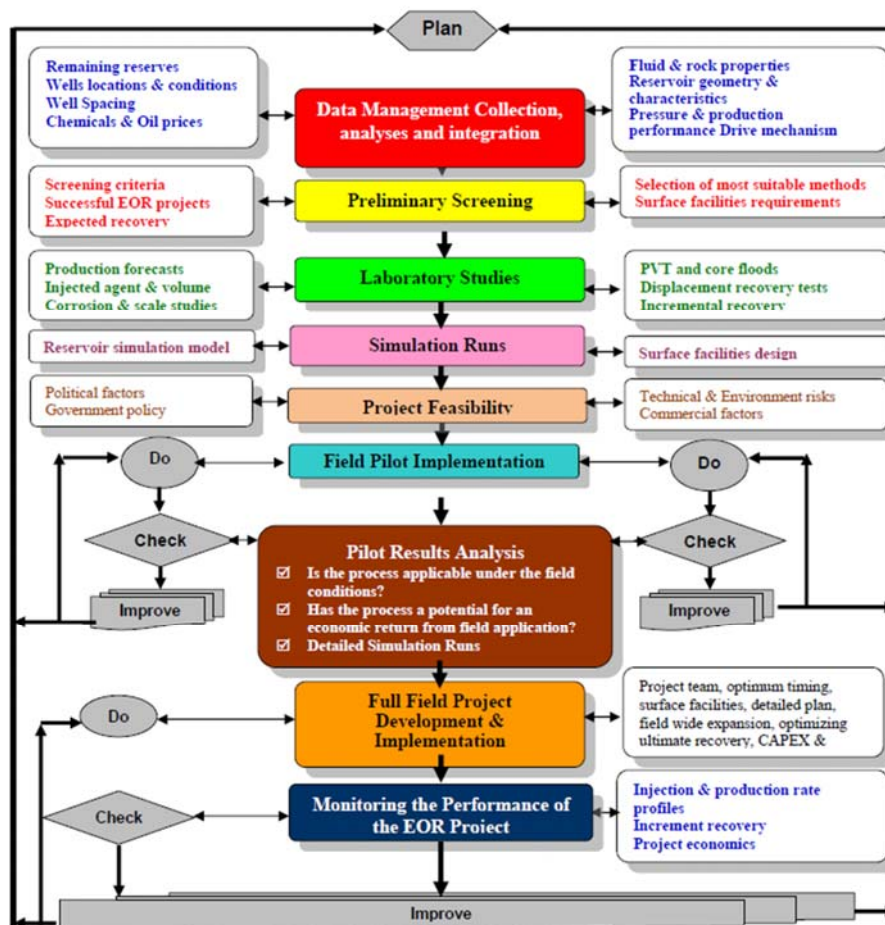 Plan
Remaining reserves
Wells locations & conditions
Well Spacing
Chemicals & Oil prices
Data Management Collection,
analyses and integration
Fluid & rock properties
Reservoir geometry &
characteristics
Pressure & production
performance Drive mechanism
Screening criteria
Successful EOR projects
Expected recovery
Preliminary Screening
Selection of most suitable methods
Surface facilities requirements
Production forecasts
Injected agent & volume
Corrosion & scale studies
Laboratory Studies
PVT and core floods
Displacement recovery tests
Incremental recovery
Reservoir simulation model
Simulation Runs
Surface facilities design
Political factors
Government policy
Project Feasibility
Technical & Environment risks
Commercial factors
Do
Field Pilot Implementation
Do
Check
Pilot Results Analysis
☑ Is the process applicable under the field
conditions?
☑ Has the process a potential for an
economic return from field application?
☑ Detailed Simulation Runs
Check
Improve
Improve
Do
Full Field Project
Development &
Implementation
Project team, optimum timing,
surface facilities, detailed plan,
field wide expansion, optimizing
ultimate recovery, CAPEX &
Check
Monitoring the Performance of
the EOR Project
Injection & production rate
profiles
Increment recovery
Project economics
Improve